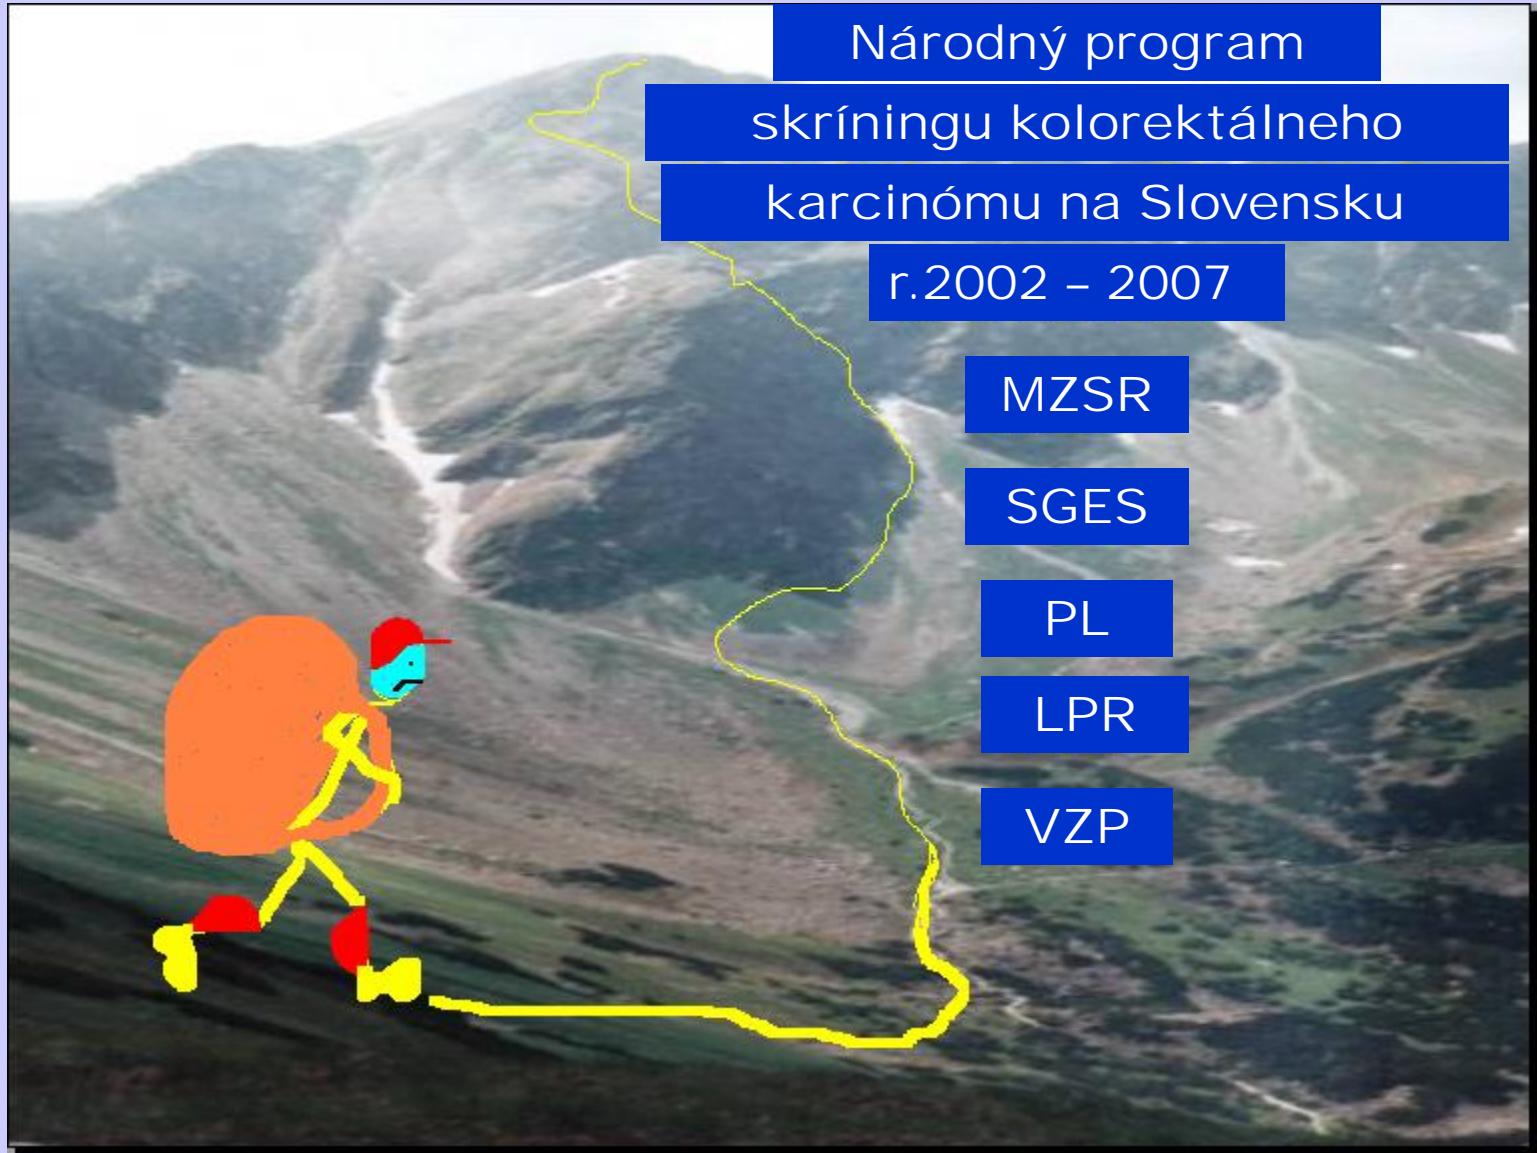 Národný program
skríningu kolorektálneho
karcinómu na Slovensku
r.2002 – 2007
MZSR
SGES
PL
LPR
VZP